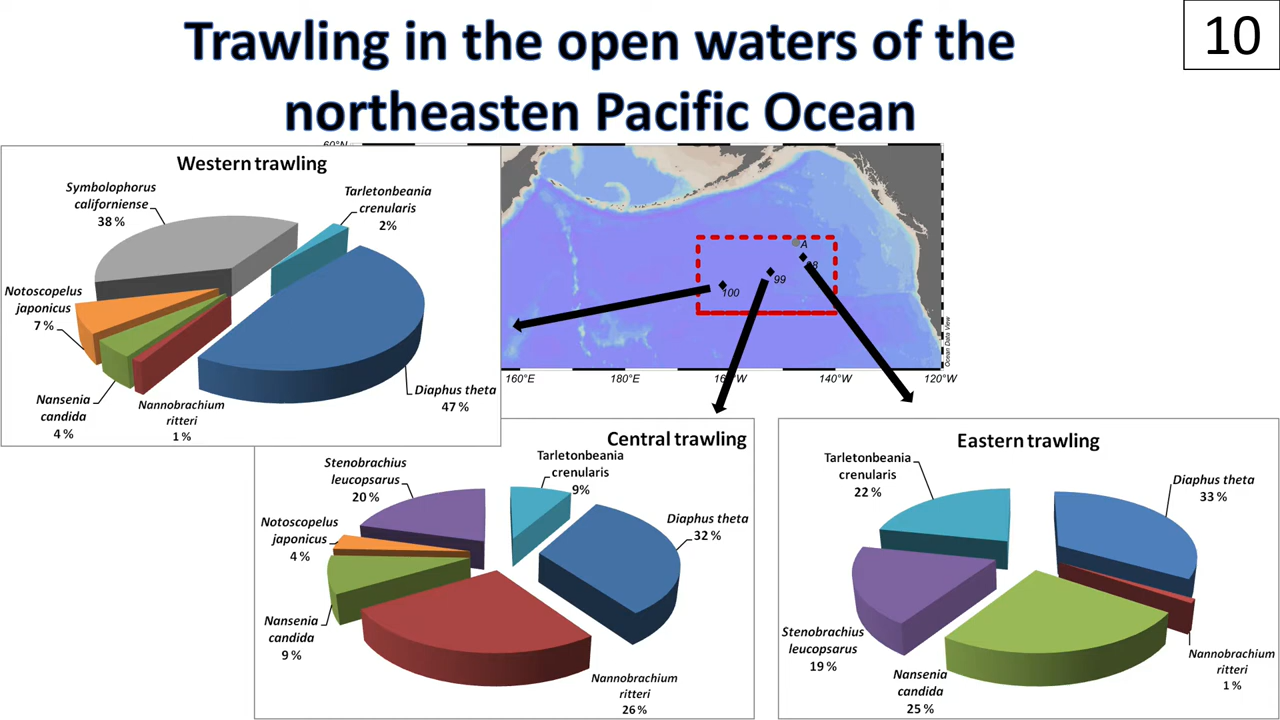 Trawling in the open waters of the
northeasten Pacific Ocean
10
Western trawling
Symbolophorus
californiense
38 %
Tarletonbeania
crenularis
2%
Notoscopelus
japonicus
7 %
Nansenia
candida
4 %
Nannobrachium
ritteri
1 %
Diaphus theta
47 %
60°N
A
98
99
100
160°E
180°E
160°W
140°W
120°W
Ocean Data View
Central trawling
Stenobrachius
leucopsarus
20 %
Tarletonbeania
crenularis
9%
Notoscopelus
japonicus
4 %
Diaphus theta
32 %
Nansenia
candida
9 %
Nannobrachium
ritteri
26 %
Eastern trawling
Tarletonbeania
crenularis
22 %
Diaphus theta
33 %
Stenobrachius
leucopsarus
19 %
Nansenia
candida
25 %
Nannobrachium
ritteri
1 %